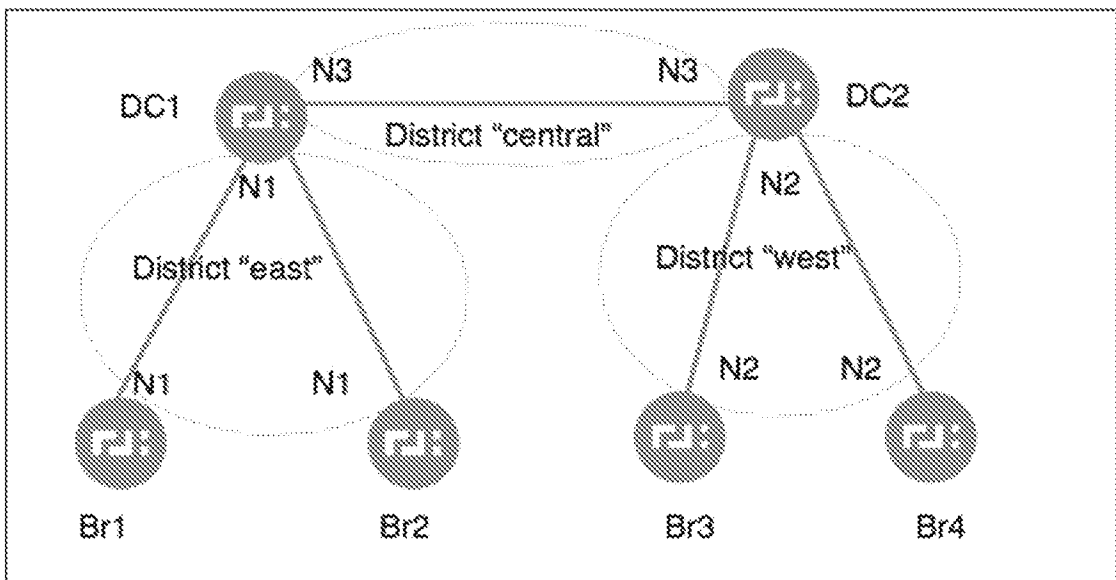 N3
N3
DC1
DC2
District "central"
N1
N2
District "east"
District "west"
N1
N1
N2
N2
Br1
Br2
Br3
Br4